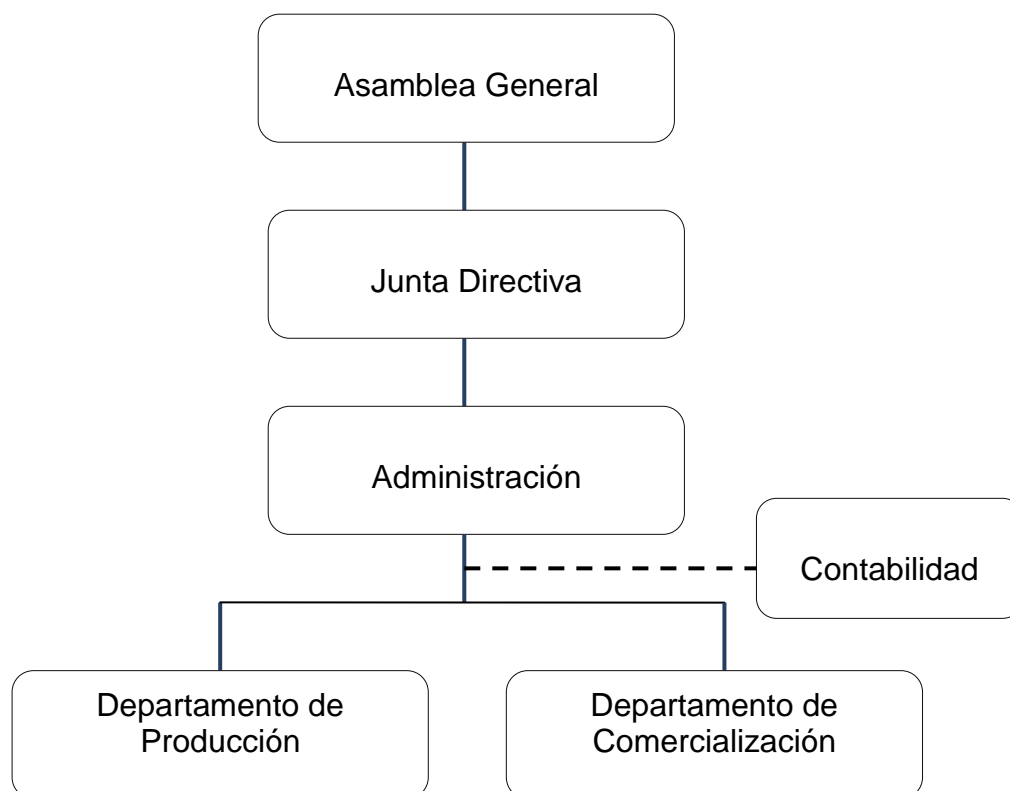 Asamblea General
Junta Directiva
Administración
Contabilidad
Departamento de
Producción
Departamento de
Comercialización